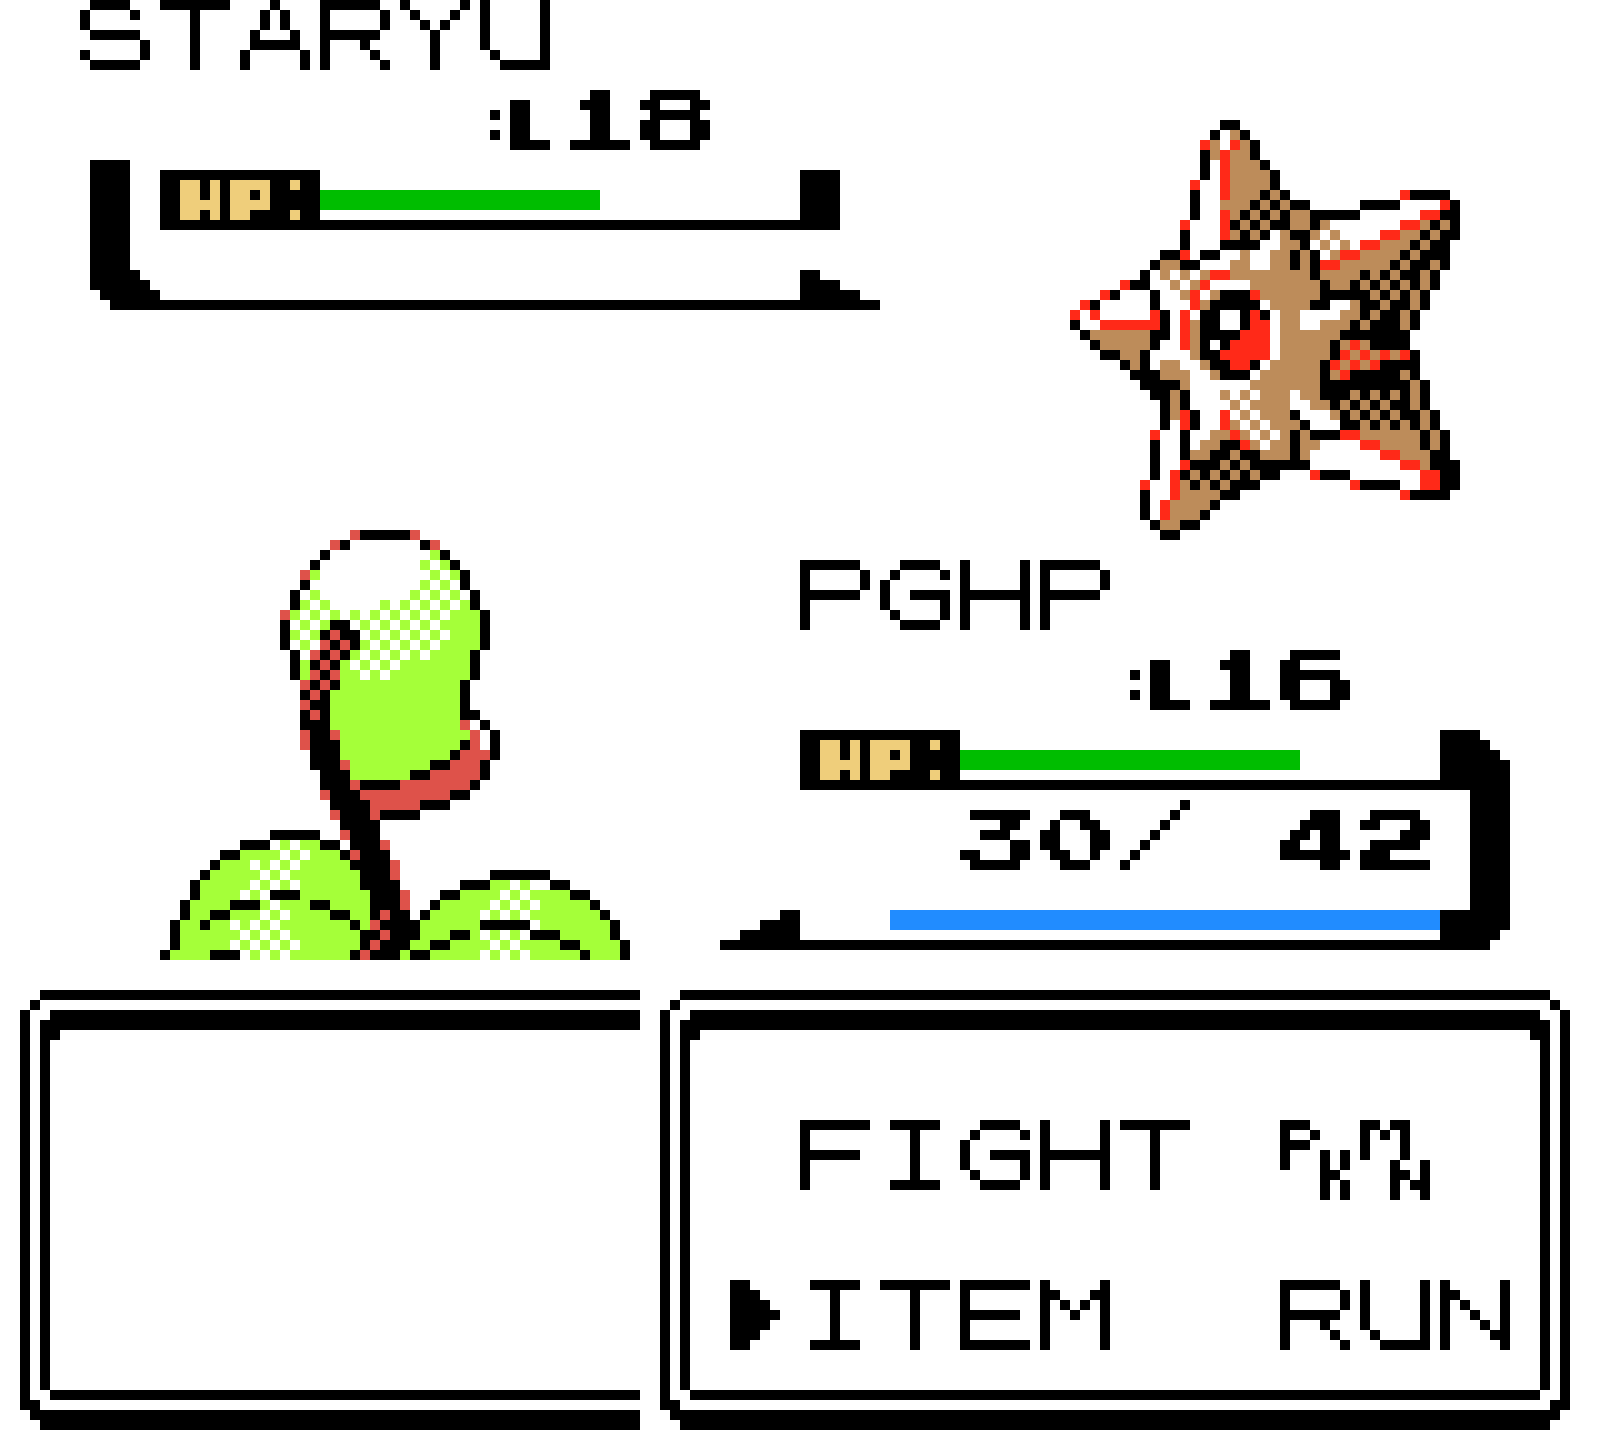 STARYU
:L18
HP:
PGHP
:L16
HP:
30/ 42
FIGHT PKMN
▶ITEM RUN